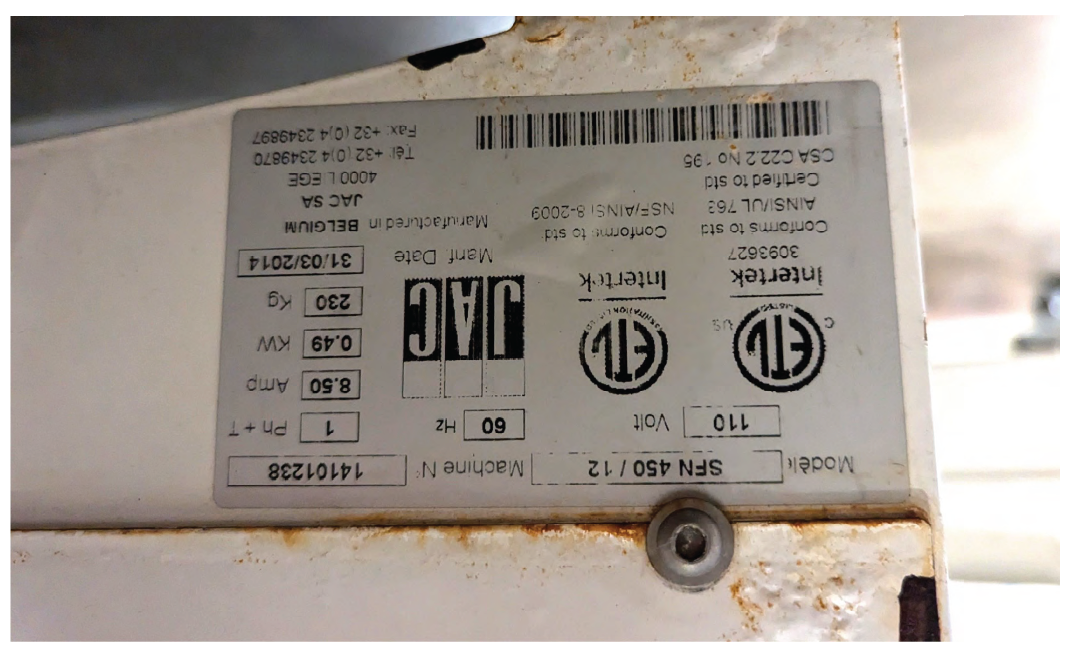 Modèle SFN 450 / 12 Machine N° 14101238
110 Volt 60 Hz 1 Ph + T
8.50 Amp
0.49 KW
230 Kg
C ETL US LISTED
ETL
JAC
Intertek
3093627
Conforms to std
AINSI/UL 763
Certified to std
CSA C22.2 No 195
Intertek
Conforms to std
NSF/AINSI 8-2009
Manf. Date 31/03/2014
Manufactured in BELGIUM
JAC SA
4000 LIEGE
Tél: +32 (0)4 2349870
Fax: +32 (0)4 2349897